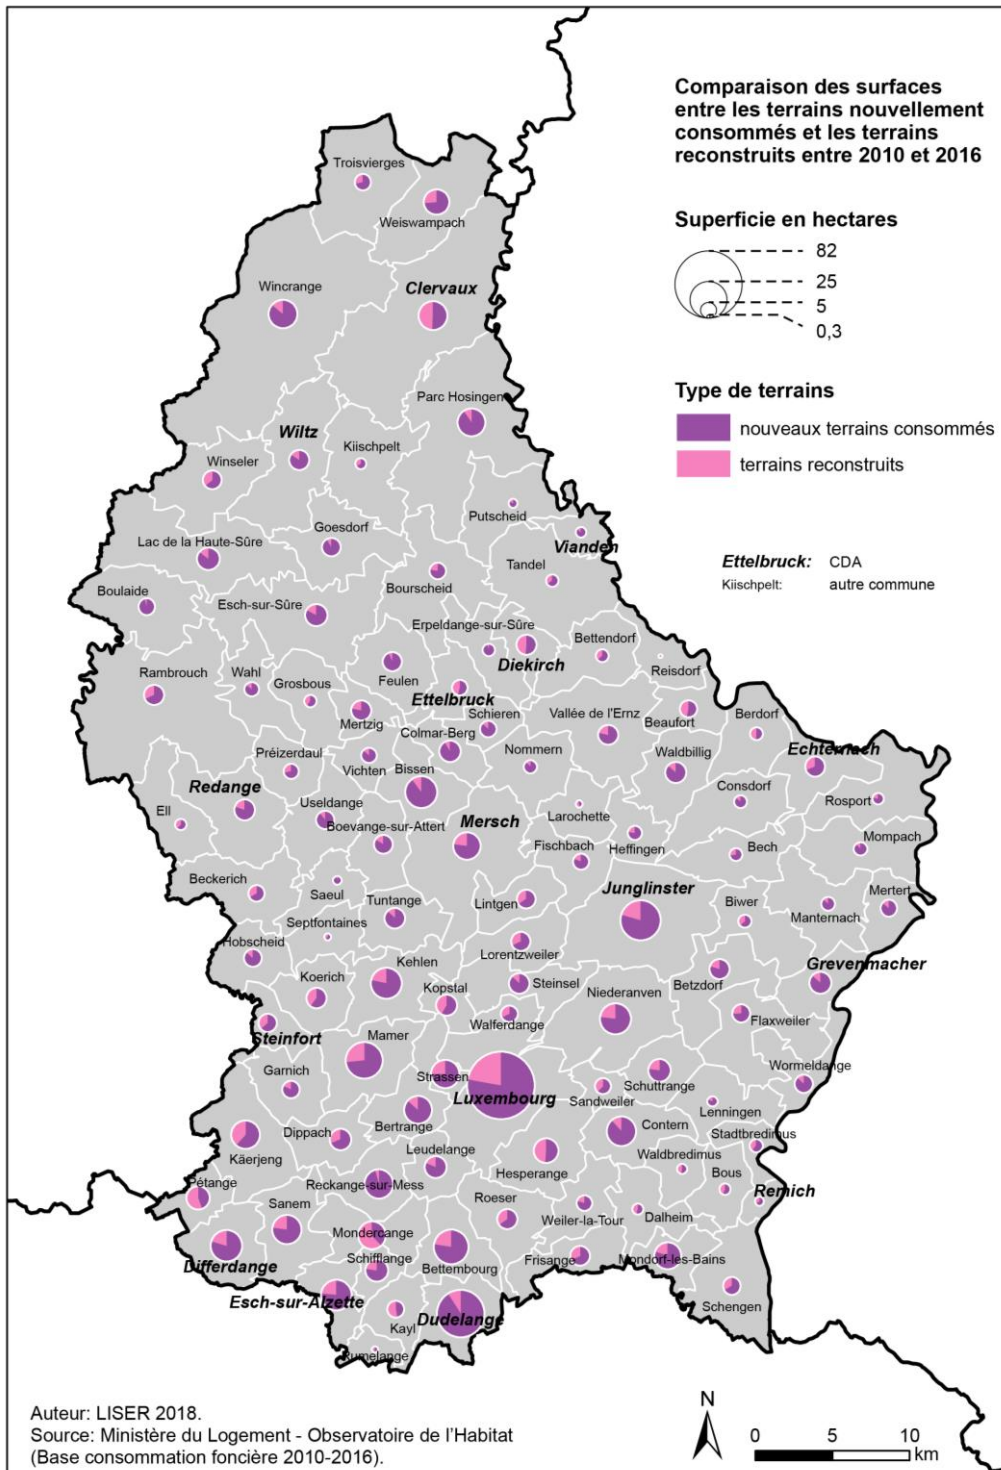 Comparaison des surfaces
entre les terrains nouvellement
consommés et les terrains
reconstruits entre 2010 et 2016
Superficie en hectares
82
25
5
0,3
Type de terrains
nouveaux terrains consommés
terrains reconstruits
Ettelbruck: CDA
Kiischpelt: autre commune
Troisvierges
Weiswampach
Wincrange
Clervaux
Parc Hosingen
Wiltz
Kiischpelt
Winseler
Putscheid
Goesdorf
Lac de la Haute-Sûre
Vianden
Tandel
Bourscheid
Boulaide
Esch-sur-Sûre
Erpeldange-sur-Sûre
Bettendorf
Diekirch
Reisdorf
Rambrouch
Wahl
Feulen
Grosbous
Ettelbruck
Mertzig
Schieren
Vallée de l'Ernz
Beaufort
Berdorf
Colmar-Berg
Nommern
Waldbillig
Echternach
Préizerdaul
Vichten
Bissen
Redange
Consdorf
Rosport
Ell
Useldange
Larochette
Boevange-sur-Attert
Mersch
Heffingen
Mompach
Fischbach
Bech
Beckerich
Saeul
Junglinster
Mertert
Tuntange
Lintgen
Biwer
Manternach
Septfontaines
Hobscheid
Lorentzweiler
Kehlen
Grevenmacher
Koerich
Steinsel
Betzdorf
Kopstal
Niederanven
Flaxweiler
Walferdange
Steinfort
Mamer
Wormeldange
Garnich
Strassen
Schuttrange
Luxembourg
Sandweiler
Lenningen
Bertrange
Contern
Stadtbredimus
Dippach
Käerjeng
Leudelange
Waldbredimus
Hesperange
Bous
Pétange
Reckange-sur-Mess
Remich
Roeser
Sanem
Weiler-la-Tour
Dalheim
Mondercange
Schifflange
Differdange
Bettembourg
Frisange
Mondorf-les-Bains
Esch-sur-Alzette
Schengen
Kayl
Dudelange
Rumelange
Auteur: LISER 2018.
Source: Ministère du Logement - Observatoire de l'Habitat
(Base consommation foncière 2010-2016).
N
0 5 10
km